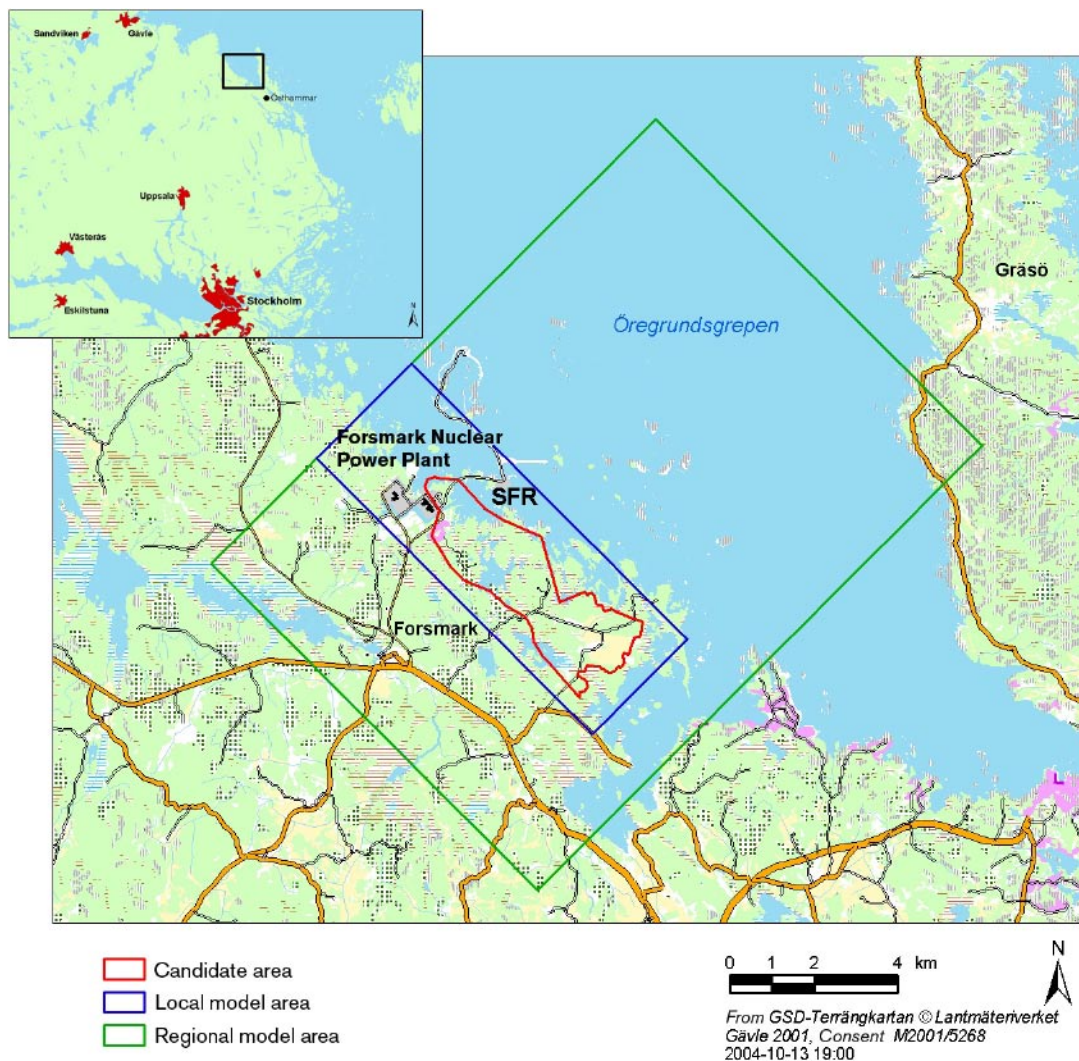 Sandviken
Gävle
Östhammar
Uppsala
Västerås
Stockholm
Eskilstuna
N
Gräsö
Öregrundsgrepen
Forsmark Nuclear
Power Plant
SFR
Forsmark
Candidate area
Local model area
Regional model area
0 1 2 4 km
N
From GSD-Terrängkartan © Lantmäteriverket
Gävle 2001, Consent M2001/5268
2004-10-13 19:00